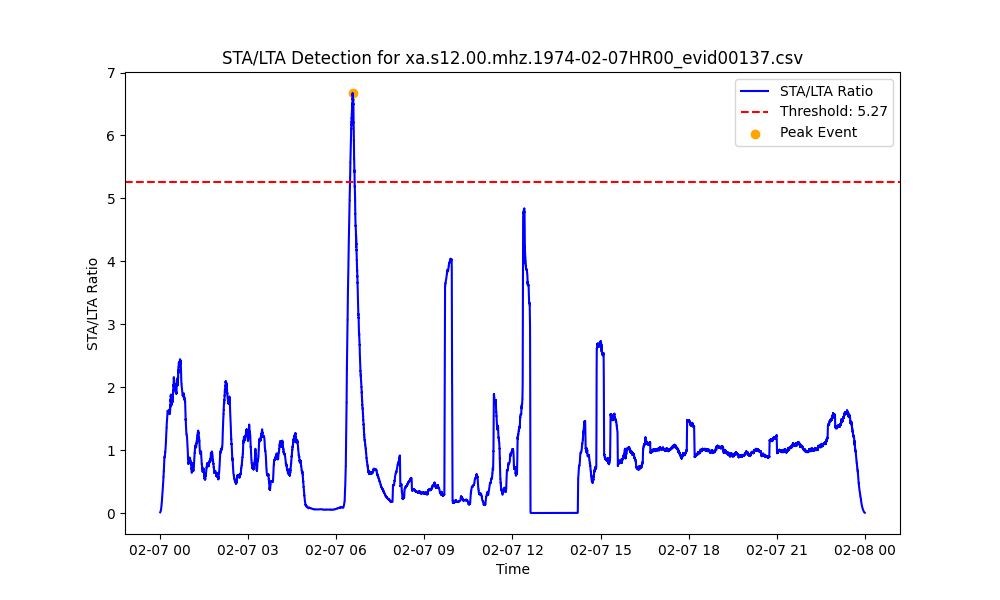 STA/LTA Detection for xa.s12.00.mhz.1974-02-07HR00_evid00137.csv
STA/LTA Ratio
Threshold: 5.27
Peak Event
7
6
5
4
3
2
1
0
STA/LTA Ratio
02-07 00 02-07 03 02-07 06 02-07 09 02-07 12 02-07 15 02-07 18 02-07 21 02-08 00
Time